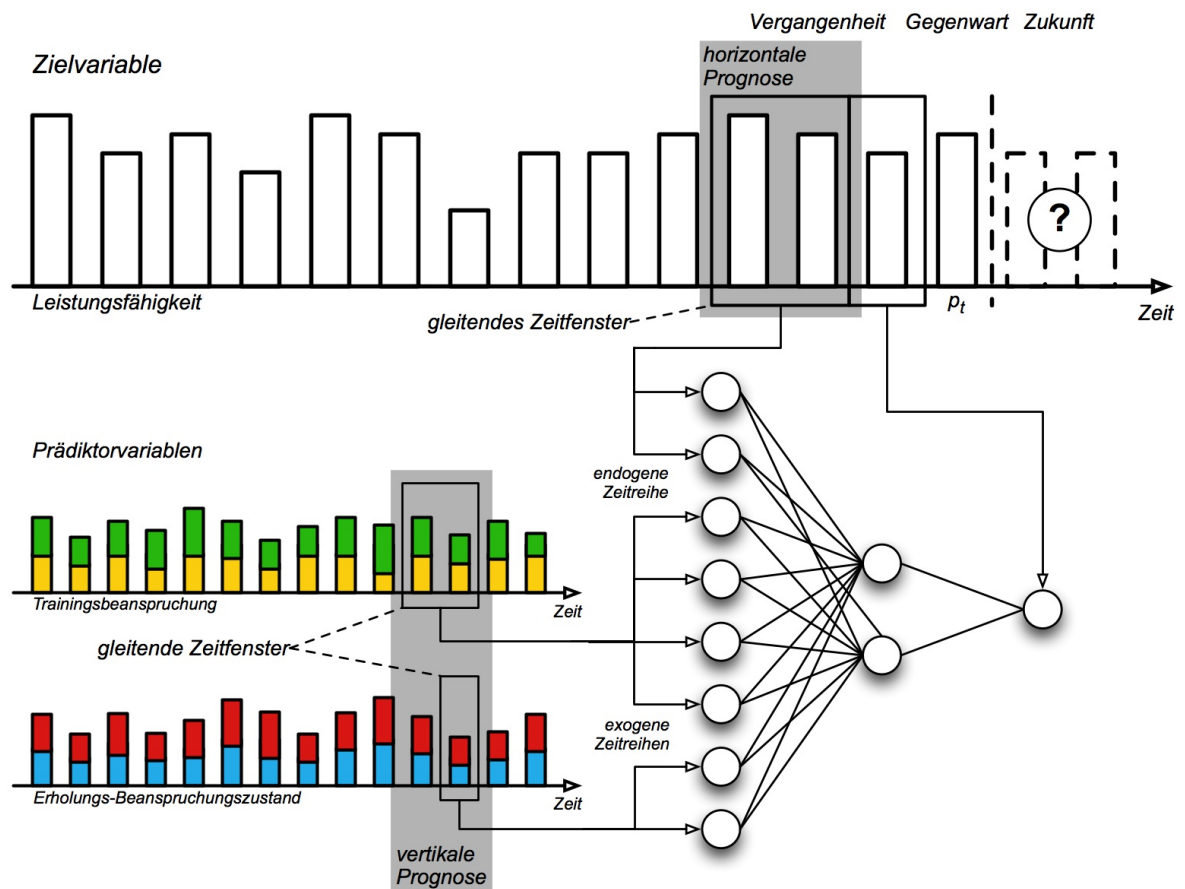 Vergangenheit Gegenwart Zukunft
Zielvariable
horizontale
Prognose
?
Leistungsfähigkeit
pt
Zeit
gleitendes Zeitfenster
Prädiktorvariablen
endogene
Zeitreihe
Trainingsbeanspruchung
Zeit
gleitende Zeitfenster
exogene
Zeitreihen
Erholungs-Beanspruchungszustand
Zeit
vertikale
Prognose